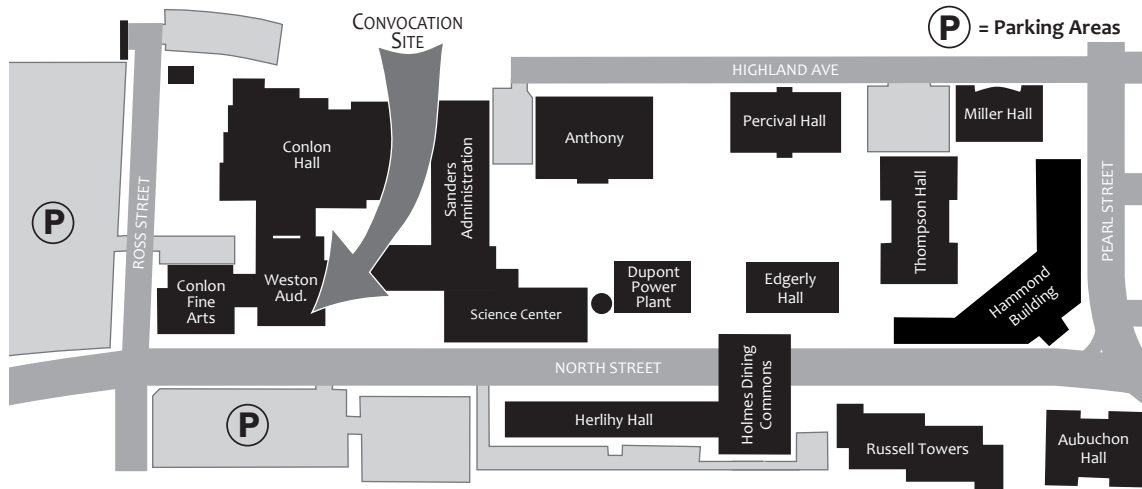 CONVOCATION
SITE
P = Parking Areas
HIGHLAND AVE
Conlon
Hall
Sanders
Administration
Anthony
Percival Hall
Miller Hall
P
ROSS STREET
Thompson Hall
PEARL STREET
Conlon
Fine
Arts
Weston
Aud.
Science Center
Dupont
Power
Plant
Edgerly
Hall
Hammond
Building
NORTH STREET
P
Herlihy Hall
Holmes Dining
Commons
Russell Towers
Aubuchon
Hall